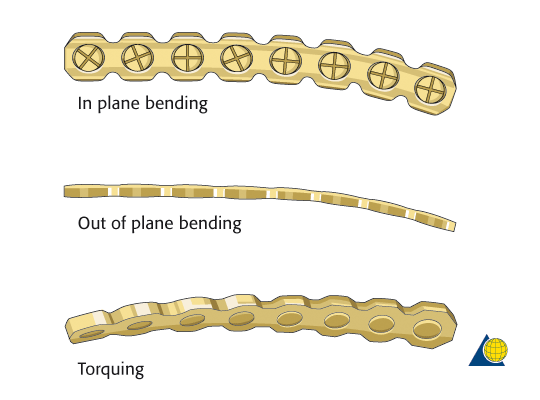 In plane bending
Out of plane bending
Torquing